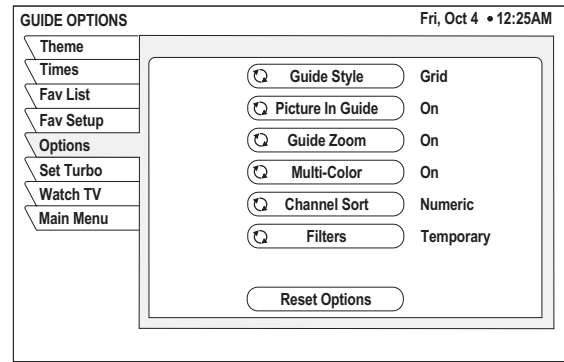 GUIDE OPTIONS
Fri, Oct 4 • 12:25AM
Theme
Times
Fav List
Fav Setup
Options
Set Turbo
Watch TV
Main Menu
Guide Style Grid
Picture In Guide On
Guide Zoom On
Multi-Color On
Channel Sort Numeric
Filters Temporary
Reset Options